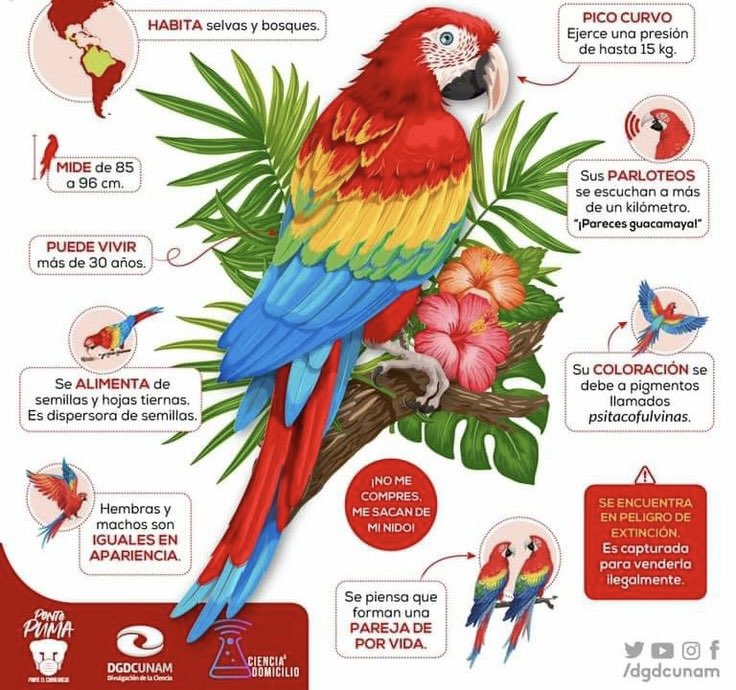 HABITA selvas y bosques.
PICO CURVO
Ejerce una presión
de hasta 15 kg.
MIDE de 85
a 96 cm.
Sus PARLOTEOS
se escuchan a más
de un kilómetro.
"¡Pareces guacamaya!"
PUEDE VIVIR
más de 30 años.
Se ALIMENTA de
semillas y hojas tiernas.
Es dispersora de semillas.
Su COLORACIÓN se
debe a pigmentos
llamados
psitacofulvinas.
Hembras y
machos son
IGUALES EN
APARIENCIA.
¡NO ME
COMPRES,
ME SACAN DE
MI NIDO!
SE ENCUENTRA
EN PELIGRO DE
EXTINCIÓN.
Es capturada
para venderla
ilegalmente.
Se piensa que
forman una
PAREJA DE
POR VIDA.
PONTE
PUMA
PONTE EL CUBREBOCAS
DGDCUNAM
Divulgación de la Ciencia
CIENCIA A
DOMICILIO
/dgdcunam